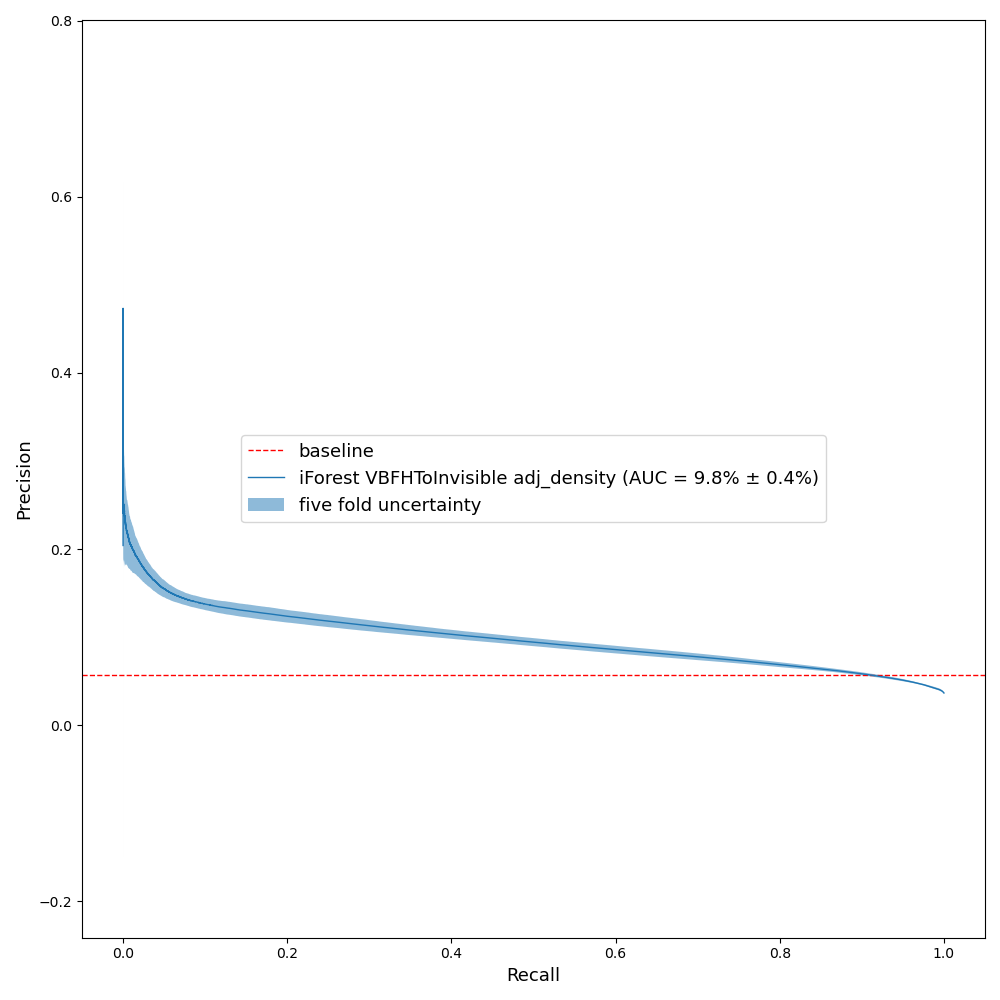 0.8
0.6
0.4
0.2
0.0
−0.2
Precision
baseline
iForest VBFHToInvisible adj_density (AUC = 9.8% ± 0.4%)
five fold uncertainty
0.0 0.2 0.4 0.6 0.8 1.0
Recall